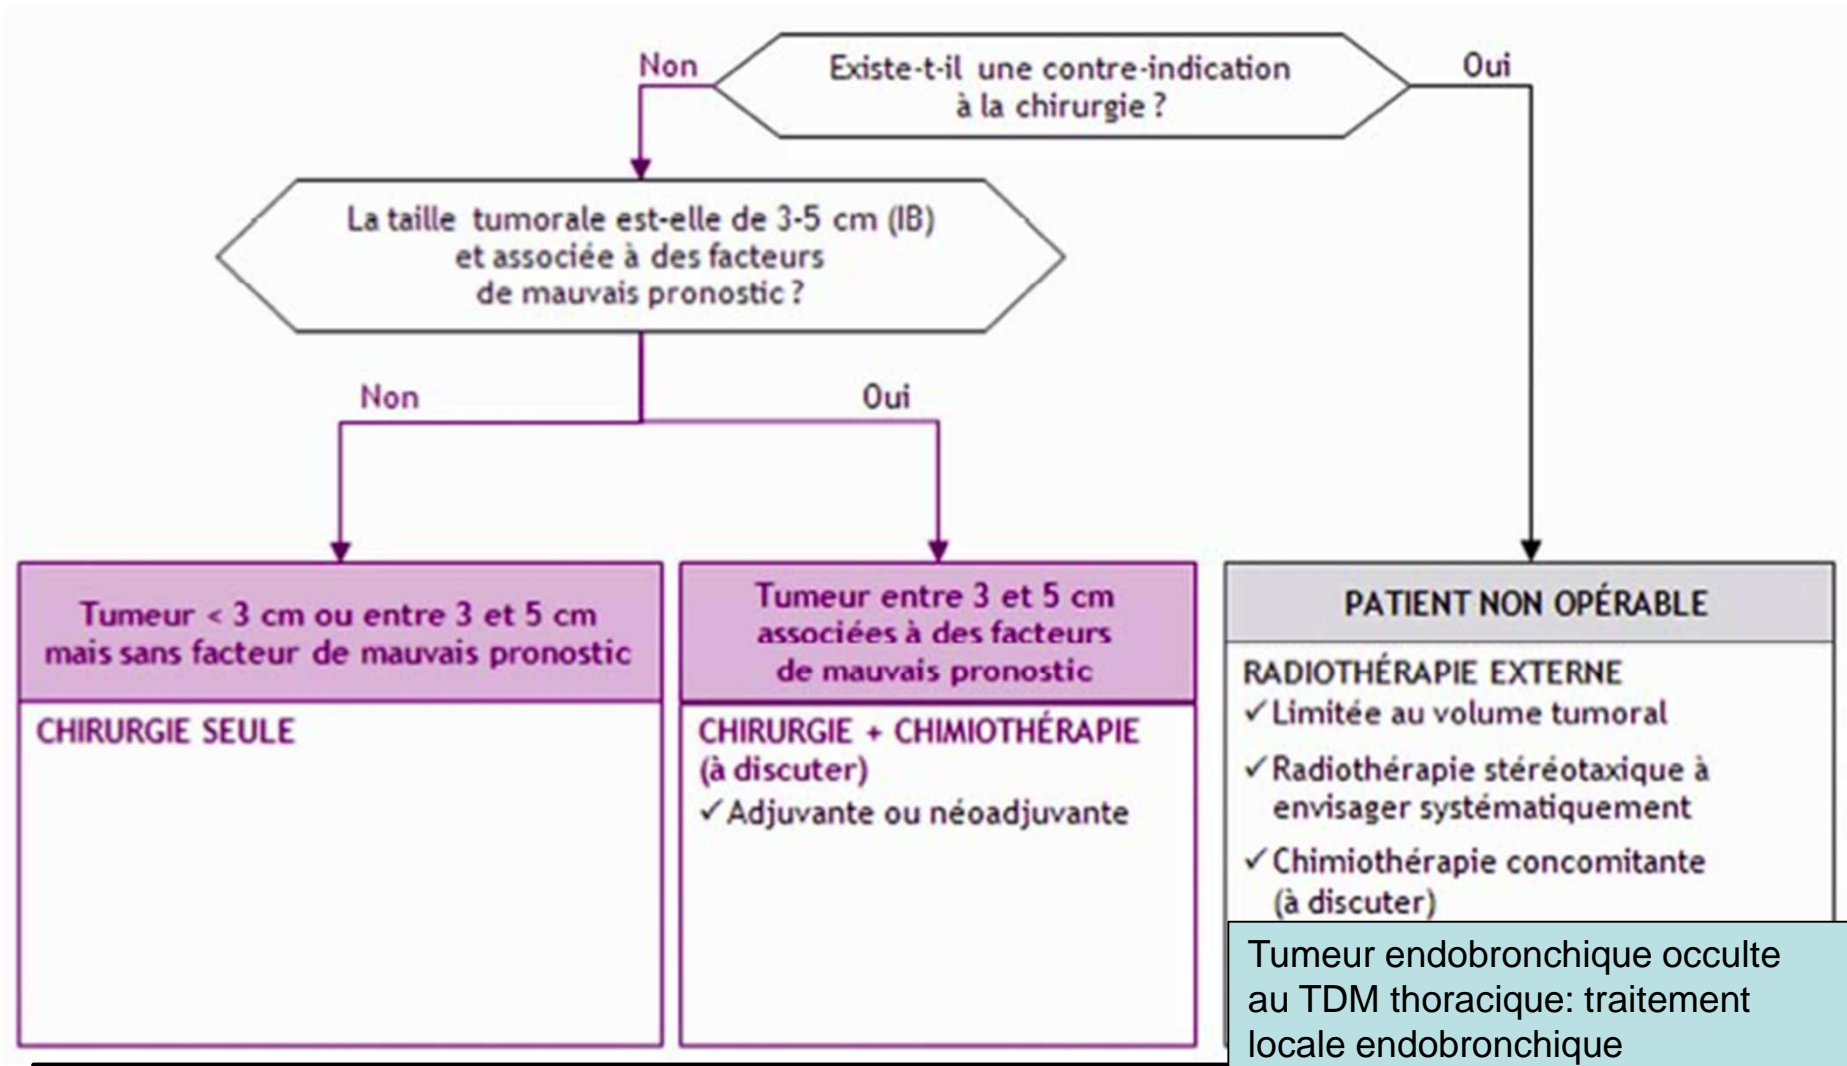 Non
Existe-t-il une contre-indication
à la chirurgie ?
Oui
La taille tumorale est-elle de 3-5 cm (IB)
et associée à des facteurs
de mauvais pronostic ?
Non
Oui
Tumeur < 3 cm ou entre 3 et 5 cm
mais sans facteur de mauvais pronostic
CHIRURGIE SEULE
Tumeur entre 3 et 5 cm
associées à des facteurs
de mauvais pronostic
CHIRURGIE + CHIMIOTHÉRAPIE
(à discuter)
✓ Adjuvante ou néoadjuvante
PATIENT NON OPÉRABLE
RADIOTHÉRAPIE EXTERNE
✓ Limitée au volume tumoral
✓ Radiothérapie stéréotaxique à
envisager systématiquement
✓ Chimiothérapie concomitante
(à discuter)
Tumeur endobronchique occulte
au TDM thoracique: traitement
locale endobronchique